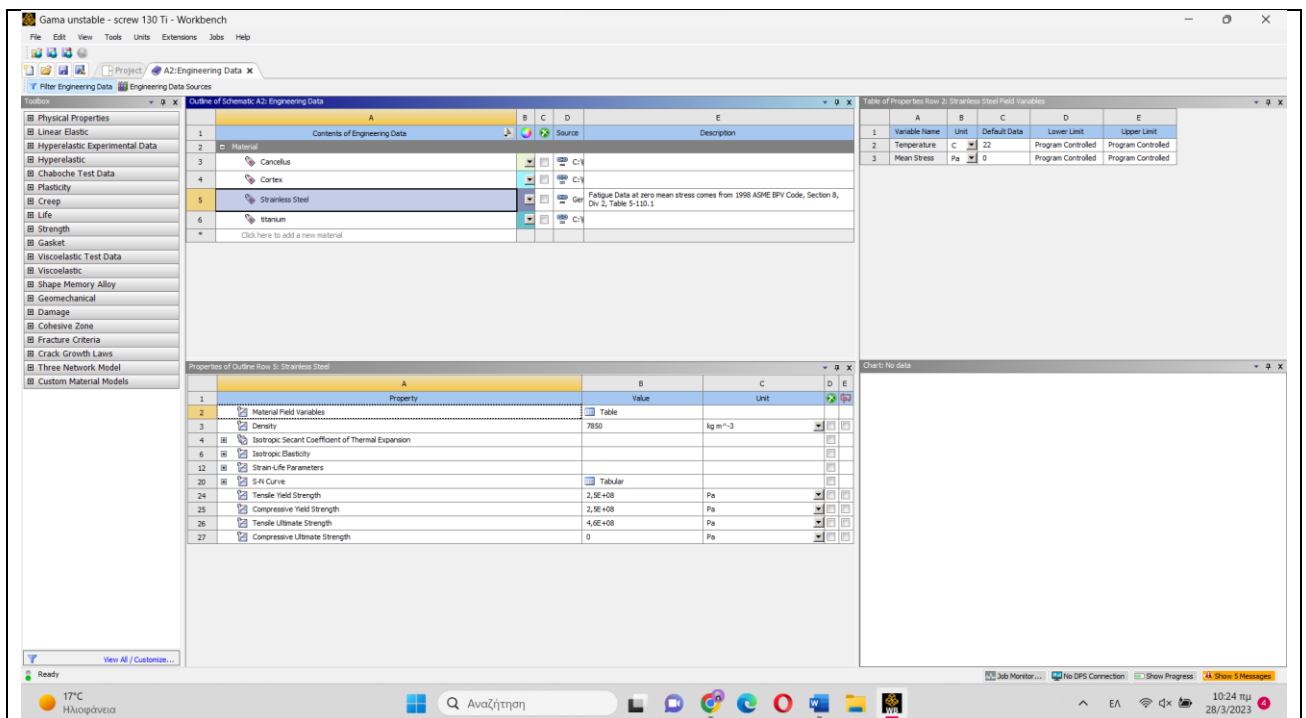 Gama unstable - screw 130 Ti - Workbench
File Edit View Tools Units Extensions Jobs Help
Project A2:Engineering Data
Filter Engineering Data Engineering Data Sources
Toolbox
Physical Properties
Linear Elastic
Hyperelastic Experimental Data
Hyperelastic
Chaboche Test Data
Plasticity
Creep
Life
Strength
Gasket
Viscoelastic Test Data
Viscoelastic
Shape Memory Alloy
Geomechanical
Damage
Cohesive Zone
Fracture Criteria
Crack Growth Laws
Three Network Model
Custom Material Models
View All / Customize...
Outline of Schematic A2: Engineering Data
A B C D E
1 Contents of Engineering Data Source Description
2 Material
3 Cancellus C:\
4 Cortex C:\
5 Strainless Steel Ger Fatigue Data at zero mean stress comes from 1998 ASME BPV Code, Section 8,
Div 2, Table 5-110.1
6 titanium C:\
* Click here to add a new material
Table of Properties Row 2: Strainless Steel Field Variables
A B C D E
1 Variable Name Unit Default Data Lower Limit Upper Limit
2 Temperature C 22 Program Controlled Program Controlled
3 Mean Stress Pa 0 Program Controlled Program Controlled
Properties of Outline Row 5: Strainless Steel
A B C D E
1 Property Value Unit
2 Material Field Variables Table
3 Density 7850 kg m^-3
4 Isotropic Secant Coefficient of Thermal Expansion
6 Isotropic Elasticity
12 Strain-Life Parameters
20 S-N Curve Tabular
24 Tensile Yield Strength 2,5E+08 Pa
25 Compressive Yield Strength 2,5E+08 Pa
26 Tensile Ultimate Strength 4,6E+08 Pa
27 Compressive Ultimate Strength 0 Pa
Chart: No data
Ready
Job Monitor... No DPS Connection Show Progress Show 5 Messages
17°C
Ηλιοφάνεια
Αναζήτηση
WB
ΕΛ
10:24 πμ
28/3/2023
4